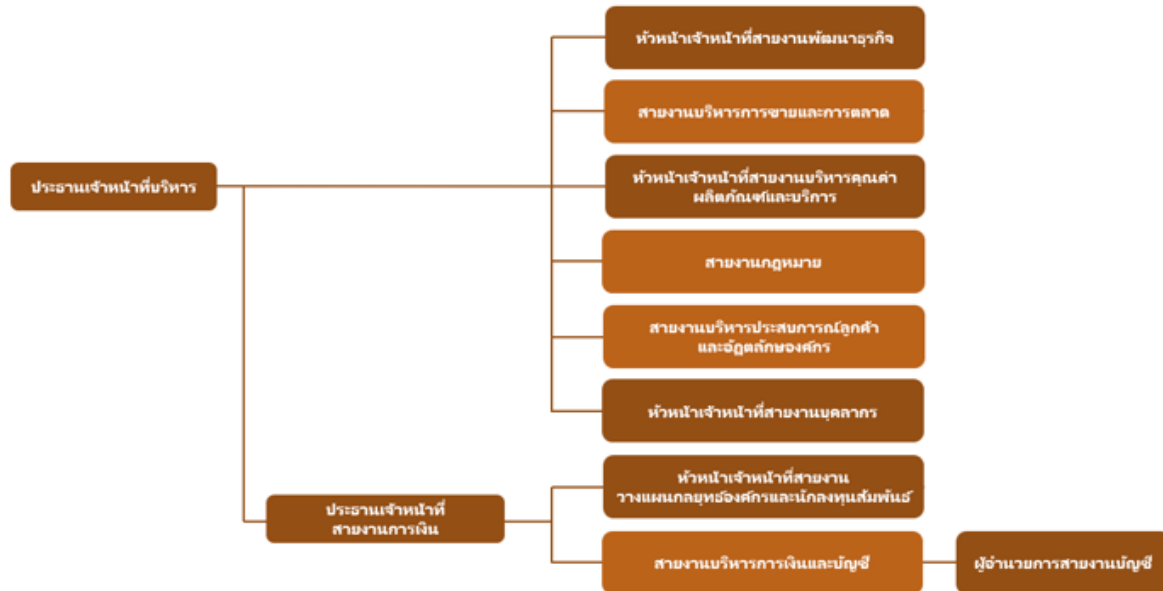 หัวหน้าเจ้าหน้าที่สายงานพัฒนาธุรกิจ
สายงานบริหารการขายและการตลาด
ประธานเจ้าหน้าที่บริหาร
หัวหน้าเจ้าหน้าที่สายงานบริหารคุณค่า
ผลิตภัณฑ์และบริการ
สายงานกฎหมาย
สายงานบริหารประสบการณ์ลูกค้า
และอัฏตลักษองค์กร
หัวหน้าเจ้าหน้าที่สายงานบุคลากร
หัวหน้าเจ้าหน้าที่สายงาน
วางแผนกลยุทธ์องค์กรและนักลงทุนสัมพันธ์
ประธานเจ้าหน้าที่
สายงานการเงิน
สายงานบริหารการเงินและบัญชี
ผู้อำนวยการสายงานบัญชี